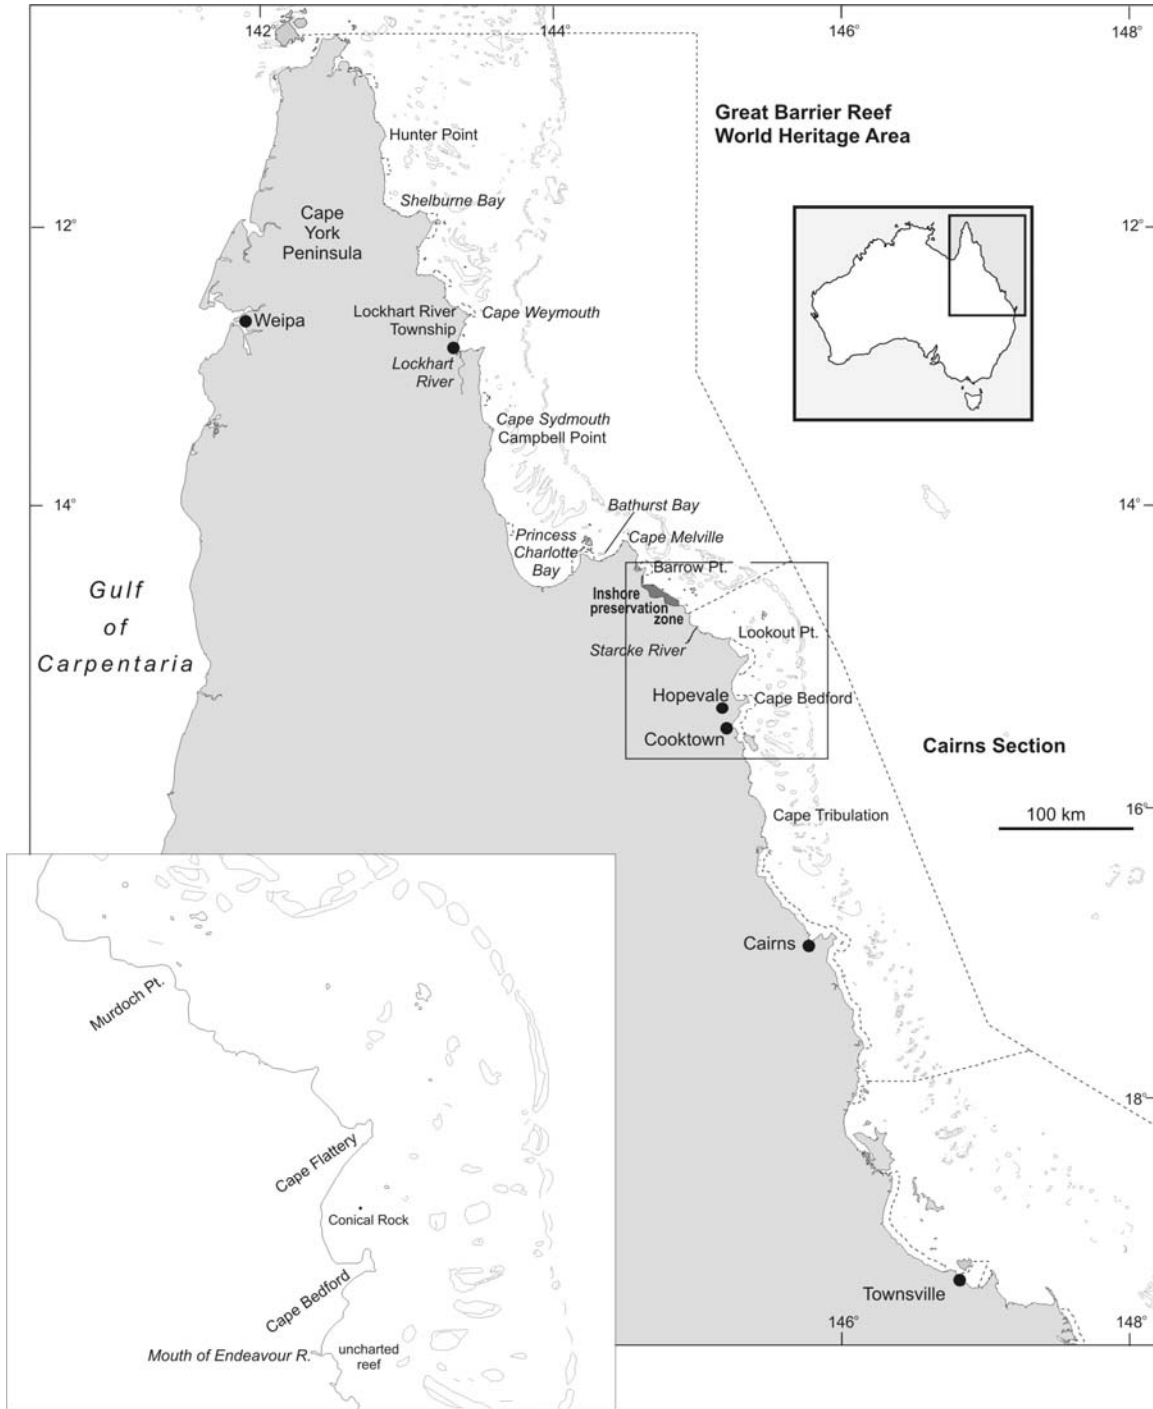 142°
144°
146°
148°
Great Barrier Reef
World Heritage Area
Hunter Point
Shelburne Bay
12°
12°
Cape
York
Peninsula
Weipa
Lockhart River
Township
Cape Weymouth
Lockhart
River
Cape Sydmouth
Campbell Point
14°
14°
Bathurst Bay
Princess
Charlotte
Bay
Cape Melville
Barrow Pt.
Inshore
preservation
zone
Gulf
of
Carpentaria
Lookout Pt.
Starcke River
Hopevale
Cape Bedford
Cooktown
Cairns Section
100 km
16°
Cape Tribulation
Cairns
Murdoch Pt.
18°
Cape Flattery
Conical Rock
Cape Bedford
Townsville
Mouth of Endeavour R.
uncharted
reef
146°
148°